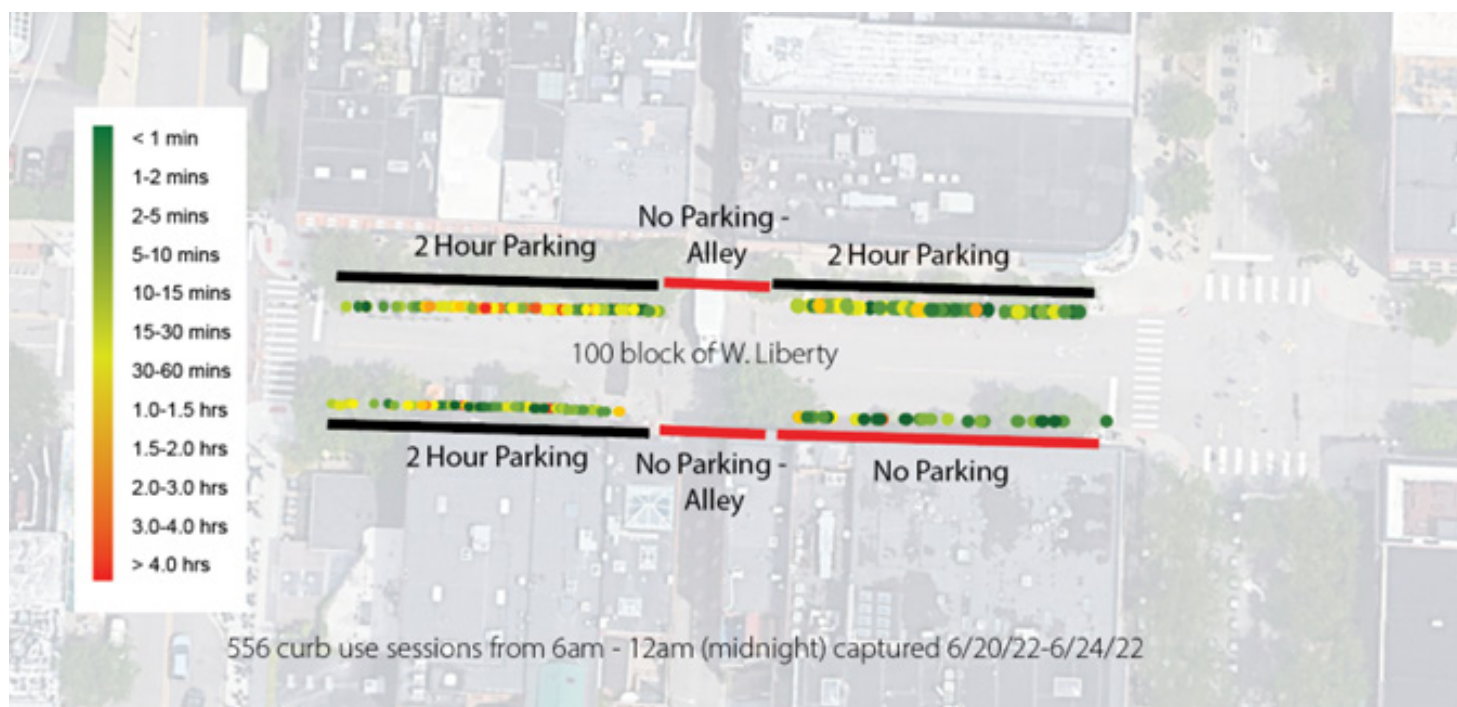 < 1 min
1-2 mins
2-5 mins
5-10 mins
10-15 mins
15-30 mins
30-60 mins
1.0-1.5 hrs
1.5-2.0 hrs
2.0-3.0 hrs
3.0-4.0 hrs
> 4.0 hrs
2 Hour Parking
No Parking -
Alley
2 Hour Parking
100 block of W. Liberty
2 Hour Parking
No Parking -
Alley
No Parking
556 curb use sessions from 6am - 12am (midnight) captured 6/20/22-6/24/22